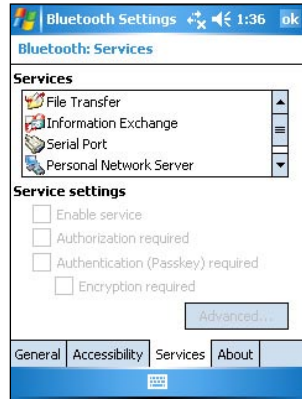 Bluetooth Settings 1:36 ok
Bluetooth: Services
Services
File Transfer
Information Exchange
Serial Port
Personal Network Server
Service settings
Enable service
Authorization required
Authentication (Passkey) required
Encryption required
Advanced...
General Accessibility Services About